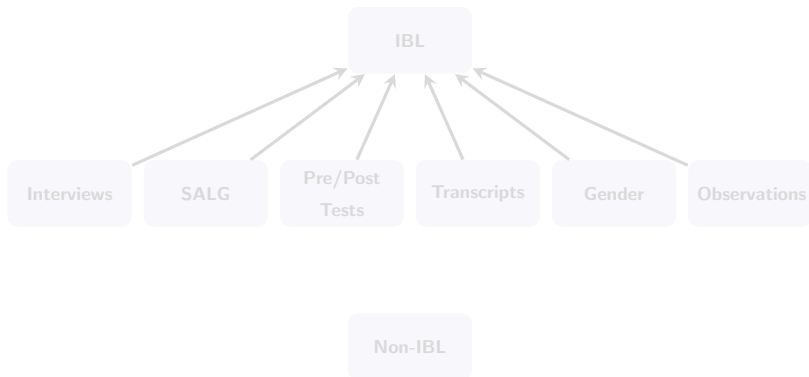 IBL
Interviews
SALG
Pre/Post
Tests
Transcripts
Gender
Observations
Non-IBL